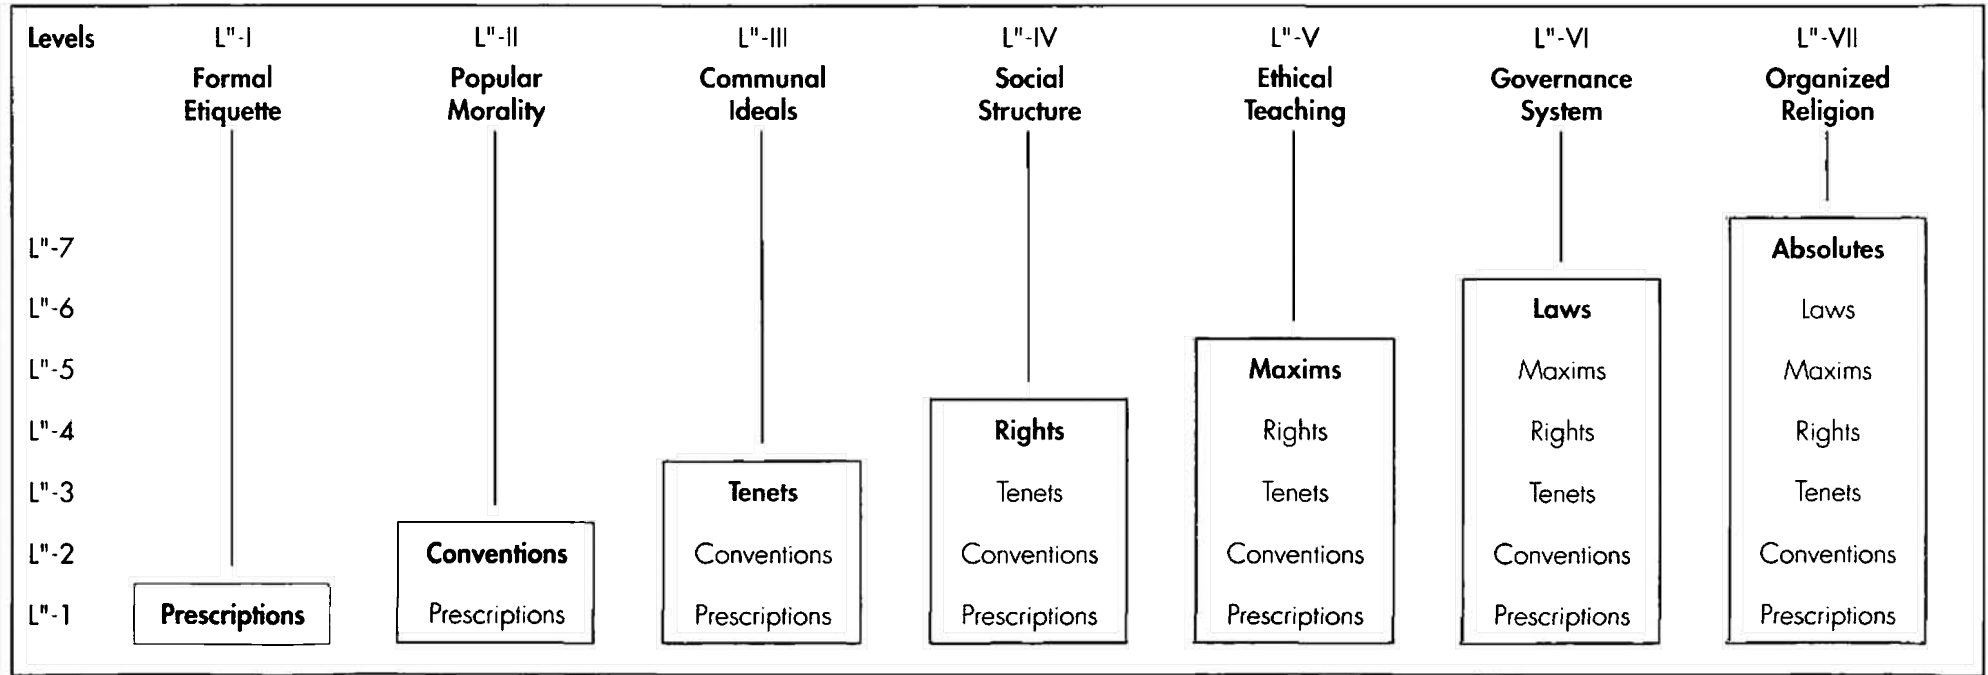 Levels L"-I L"-II L"-III L"-IV L"-V L"-VI L"-VII
Formal Popular Communal Social Ethical Governance Organized
Etiquette Morality Ideals Structure Teaching System Religion
L"-7 Absolutes
L"-6 Laws Laws
L"-5 Maxims Maxims Maxims
L"-4 Rights Rights Rights Rights
L"-3 Tenets Tenets Tenets Tenets Tenets
L"-2 Conventions Conventions Conventions Conventions Conventions Conventions
L"-1 Prescriptions Prescriptions Prescriptions Prescriptions Prescriptions Prescriptions Prescriptions